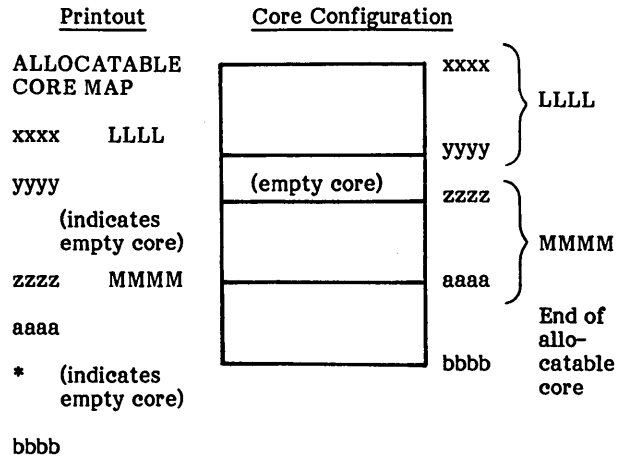 Printout
ALLOCATABLE
CORE MAP
xxxx LLLL
yyyy
(indicates
empty core)
zzzz MMMM
aaaa
* (indicates
empty core)
bbbb
Core Configuration
xxxx
LLLL
yyyy
(empty core)
zzzz
MMMM
aaaa
End of
allo-
catable
core
bbbb